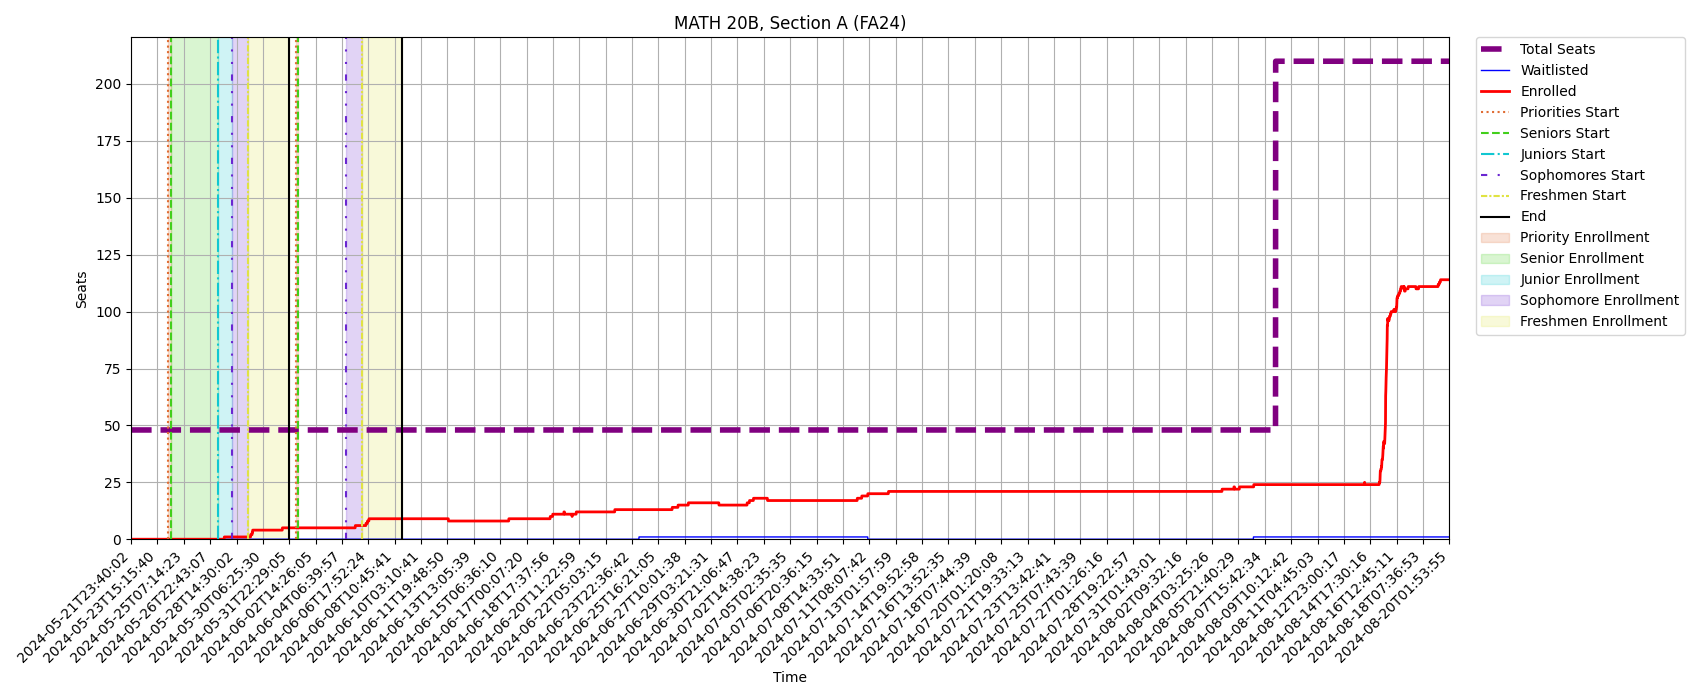 MATH 20B, Section A (FA24)
Seats
200
175
150
125
100
75
50
25
0
2024-05-21T23:40:02
2024-05-23T15:15:40
2024-05-25T07:14:23
2024-05-26T22:43:07
2024-05-28T14:30:02
2024-05-30T06:25:30
2024-05-31T22:29:05
2024-06-02T14:26:05
2024-06-04T06:39:57
2024-06-06T17:52:24
2024-06-08T10:45:41
2024-06-10T03:10:41
2024-06-11T19:48:50
2024-06-13T13:05:39
2024-06-15T06:36:10
2024-06-17T00:07:20
2024-06-18T17:37:56
2024-06-20T11:22:59
2024-06-22T05:03:15
2024-06-23T22:36:42
2024-06-25T16:21:05
2024-06-27T10:01:38
2024-06-29T03:21:31
2024-06-30T21:06:47
2024-07-02T14:38:23
2024-07-05T02:35:35
2024-07-06T20:36:15
2024-07-08T14:33:51
2024-07-11T08:07:42
2024-07-13T01:57:59
2024-07-14T19:52:58
2024-07-16T13:52:35
2024-07-18T07:44:39
2024-07-20T01:20:08
2024-07-21T19:33:13
2024-07-23T13:42:41
2024-07-25T07:43:39
2024-07-27T01:26:16
2024-07-28T19:22:57
2024-07-31T01:43:01
2024-08-02T09:32:16
2024-08-04T03:25:26
2024-08-05T21:40:29
2024-08-07T15:42:34
2024-08-09T10:12:42
2024-08-11T04:45:03
2024-08-12T23:00:17
2024-08-14T17:30:16
2024-08-16T12:45:11
2024-08-18T07:36:53
2024-08-20T01:53:55
Time
Total Seats
Waitlisted
Enrolled
Priorities Start
Seniors Start
Juniors Start
Sophomores Start
Freshmen Start
End
Priority Enrollment
Senior Enrollment
Junior Enrollment
Sophomore Enrollment
Freshmen Enrollment